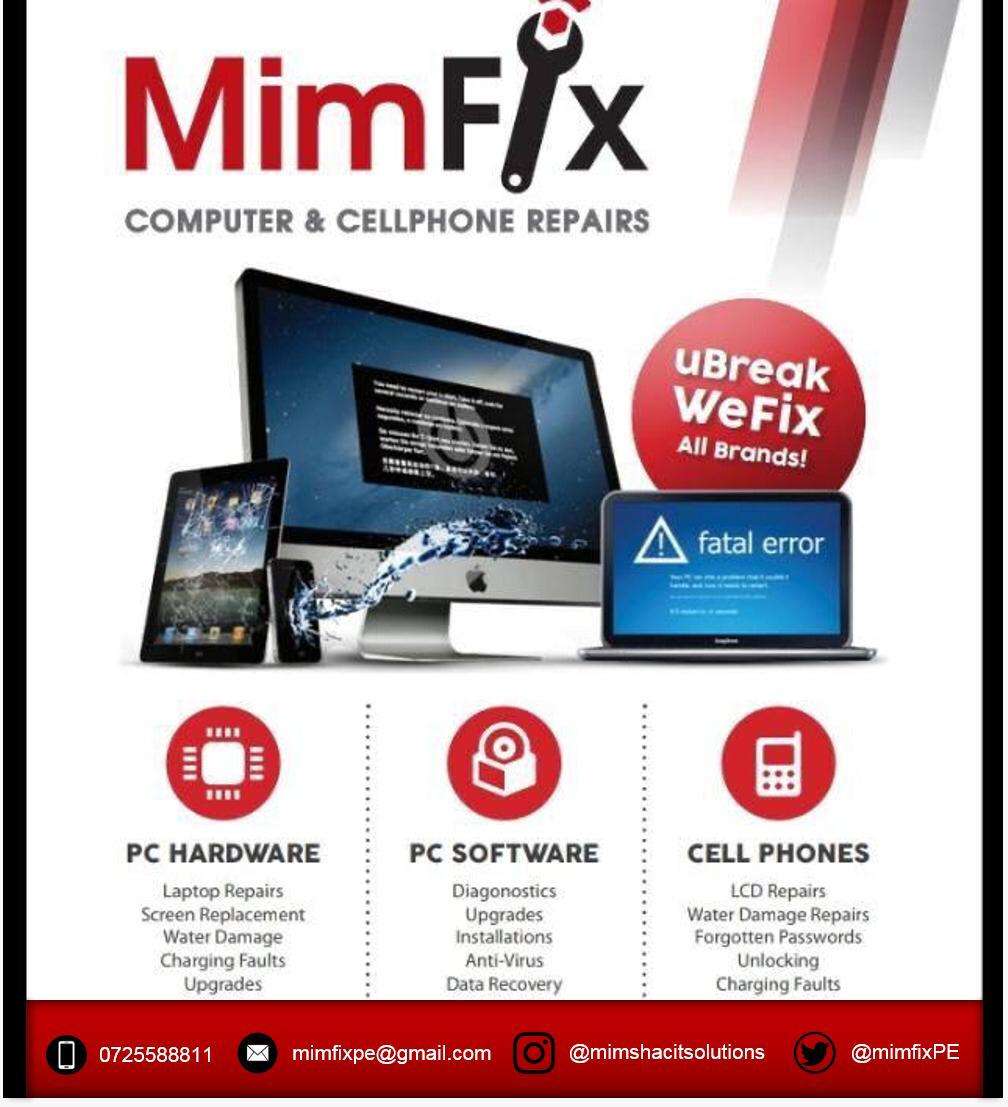 MimFix
COMPUTER & CELLPHONE REPAIRS
uBreak
WeFix
All Brands!
fatal error
PC HARDWARE
Laptop Repairs
Screen Replacement
Water Damage
Charging Faults
Upgrades
PC SOFTWARE
Diagonostics
Upgrades
Installations
Anti-Virus
Data Recovery
CELL PHONES
LCD Repairs
Water Damage Repairs
Forgotten Passwords
Unlocking
Charging Faults
0725588811
mimfixpe@gmail.com
@mimshacitsolutions
@mimfixPE